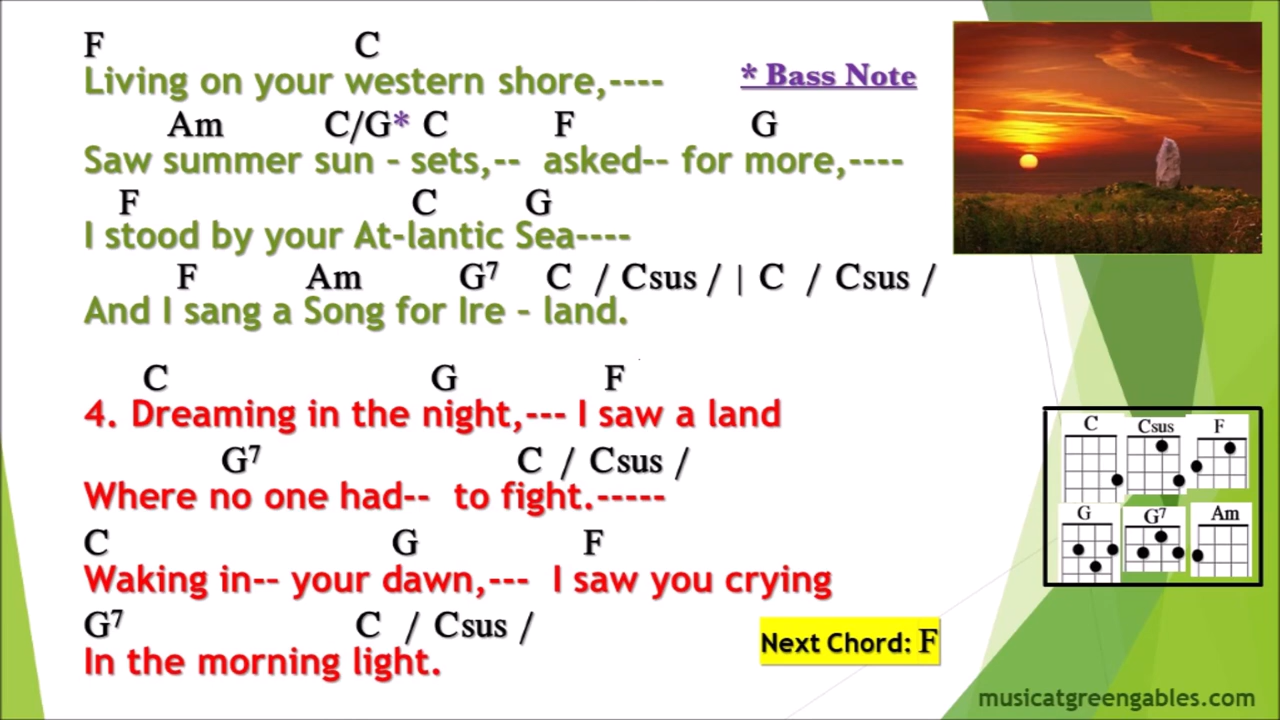 F C
Living on your western shore,----
* Bass Note
Am C/G* C F G
Saw summer sun – sets,-- asked-- for more,----
F C G
I stood by your At-lantic Sea----
F Am G⁷ C / Csus / | C / Csus /
And I sang a Song for Ire – land.
C G F
4. Dreaming in the night,--- I saw a land
G⁷ C / Csus /
Where no one had-- to fight.-----
C G F
Waking in-- your dawn,--- I saw you crying
G⁷ C / Csus /
In the morning light.
C Csus F
G G⁷ Am
Next Chord: F
musicatgreengables.com